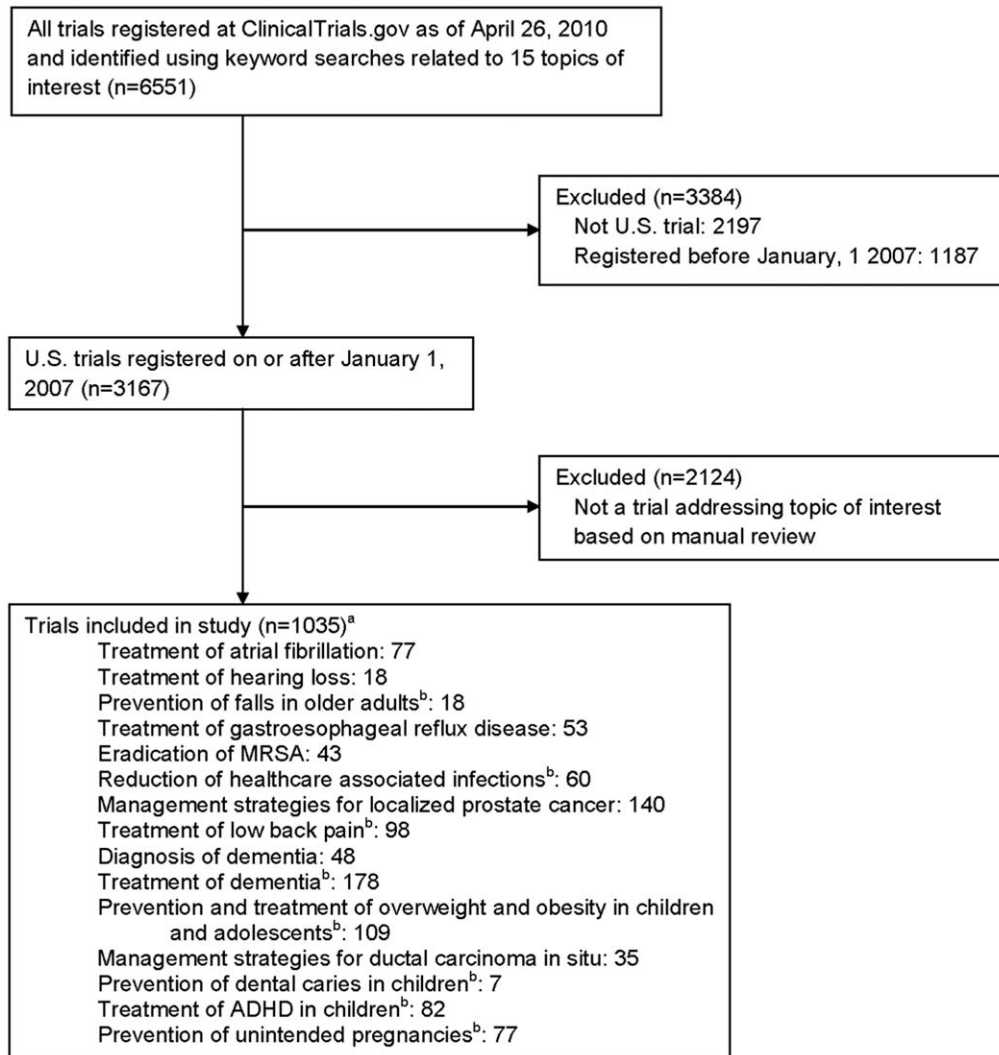 All trials registered at ClinicalTrials.gov as of April 26, 2010
and identified using keyword searches related to 15 topics of
interest (n=6551)
Excluded (n=3384)
Not U.S. trial: 2197
Registered before January, 1 2007: 1187
U.S. trials registered on or after January 1,
2007 (n=3167)
Excluded (n=2124)
Not a trial addressing topic of interest
based on manual review
Trials included in study (n=1035)ᵃ
Treatment of atrial fibrillation: 77
Treatment of hearing loss: 18
Prevention of falls in older adultsᵇ: 18
Treatment of gastroesophageal reflux disease: 53
Eradication of MRSA: 43
Reduction of healthcare associated infectionsᵇ: 60
Management strategies for localized prostate cancer: 140
Treatment of low back painᵇ: 98
Diagnosis of dementia: 48
Treatment of dementiaᵇ: 178
Prevention and treatment of overweight and obesity in children
and adolescentsᵇ: 109
Management strategies for ductal carcinoma in situ: 35
Prevention of dental caries in childrenᵇ: 7
Treatment of ADHD in childrenᵇ: 82
Prevention of unintended pregnanciesᵇ: 77